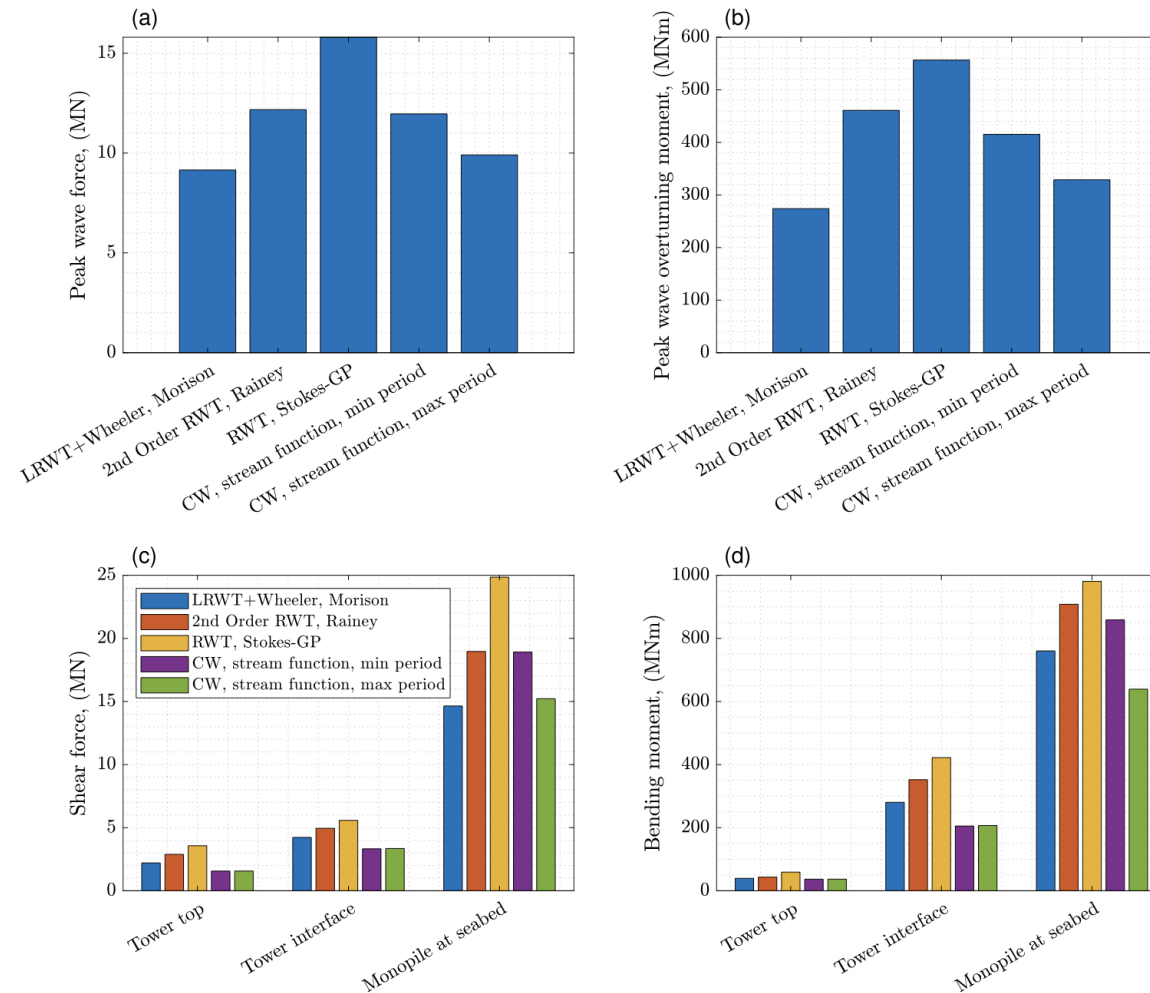 (a)
15
10
5
0
Peak wave force, (MN)
LRWT+Wheeler, Morison
2nd Order RWT, Rainey
RWT, Stokes-GP
CW, stream function, min period
CW, stream function, max period
(b)
600
500
400
300
200
100
0
Peak wave overturning moment, (MNm)
LRWT+Wheeler, Morison
2nd Order RWT, Rainey
RWT, Stokes-GP
CW, stream function, min period
CW, stream function, max period
(c)
25
20
15
10
5
0
Shear force, (MN)
LRWT+Wheeler, Morison
2nd Order RWT, Rainey
RWT, Stokes-GP
CW, stream function, min period
CW, stream function, max period
Tower top
Tower interface
Monopile at seabed
(d)
1000
800
600
400
200
0
Bending moment, (MNm)
Tower top
Tower interface
Monopile at seabed